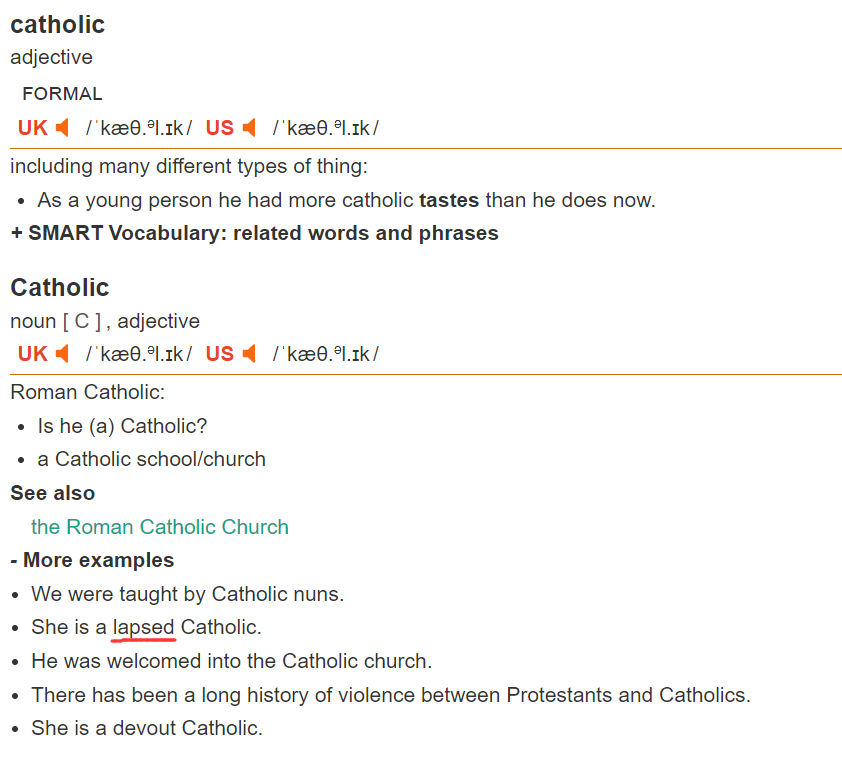 catholic
adjective
FORMAL
UK /ˈkæθ.ᵊl.ɪk/ US /ˈkæθ.ᵊl.ɪk/
including many different types of thing:
• As a young person he had more catholic tastes than he does now.
+ SMART Vocabulary: related words and phrases
Catholic
noun [ C ] , adjective
UK /ˈkæθ.ᵊl.ɪk/ US /ˈkæθ.ᵊl.ɪk/
Roman Catholic:
• Is he (a) Catholic?
• a Catholic school/church
See also
the Roman Catholic Church
- More examples
• We were taught by Catholic nuns.
• She is a lapsed Catholic.
• He was welcomed into the Catholic church.
• There has been a long history of violence between Protestants and Catholics.
• She is a devout Catholic.